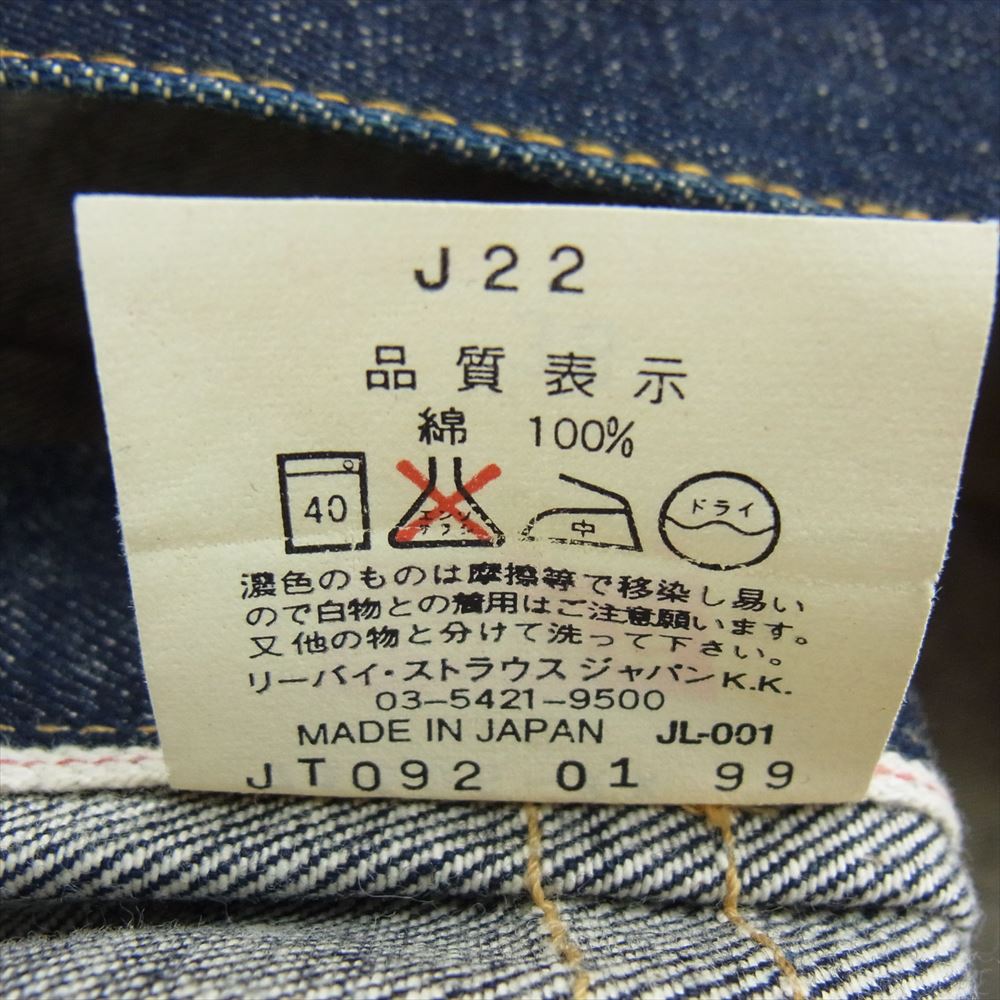 J22
品質表示
綿 100%
40 エンソ 中 ドライ
サラシ
濃色のものは摩擦等で移染し易い
ので白物との着用はご注意願います。
又他の物と分けて洗って下さい。
リーバイ・ストラウス ジャパン K.K.
03-5421-9500
MADE IN JAPAN JL-001
JT092 01 99